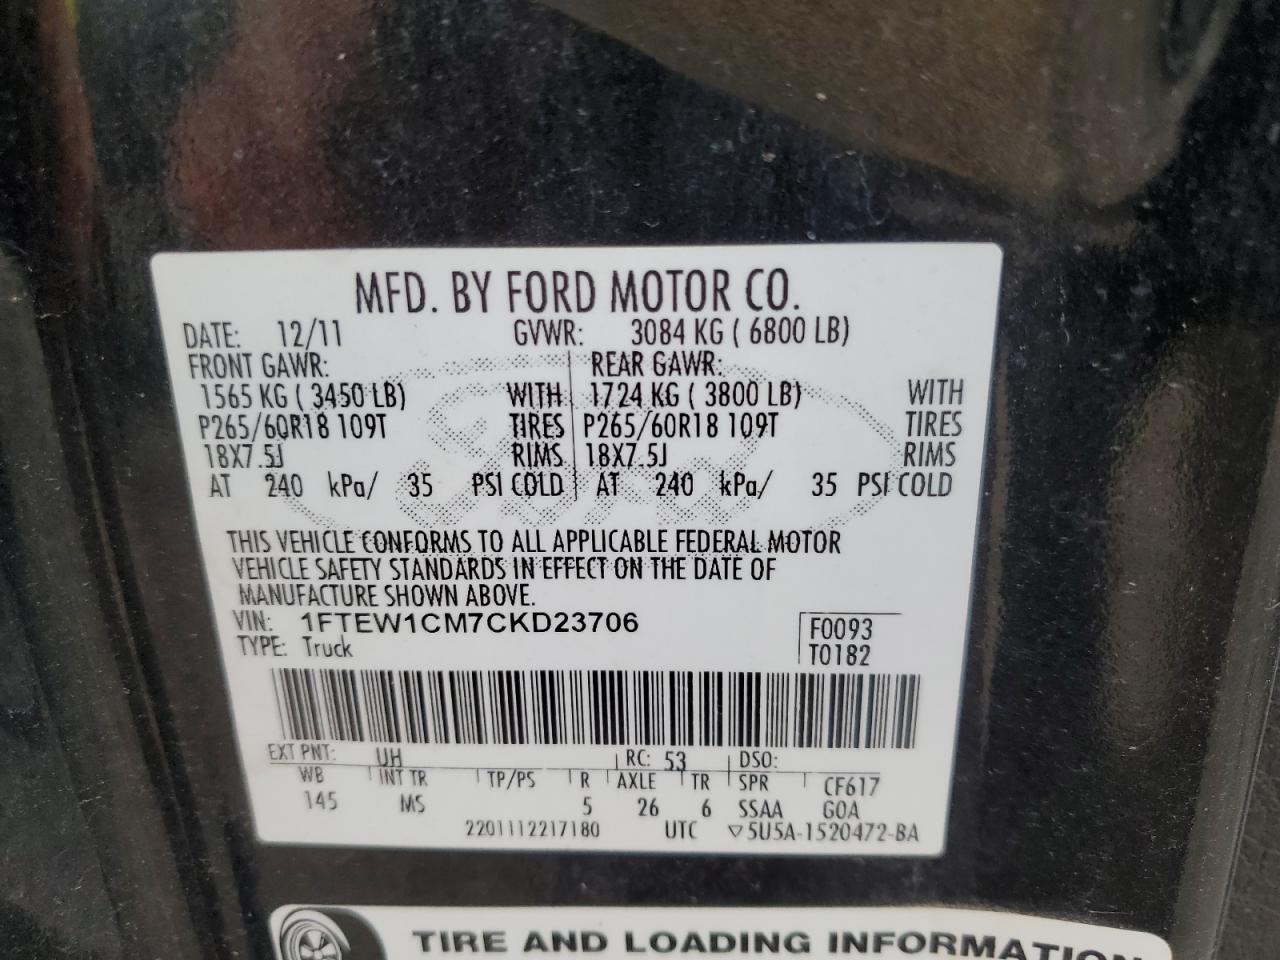 MFD. BY FORD MOTOR CO.
DATE: 12/11 GVWR: 3084 KG ( 6800 LB)
FRONT GAWR: REAR GAWR:
1565 KG ( 3450 LB) WITH 1724 KG ( 3800 LB) WITH
P265/60R18 109T TIRES P265/60R18 109T TIRES
18X7.5J RIMS 18X7.5J RIMS
AT 240 kPa/ 35 PSI COLD AT 240 kPa/ 35 PSI COLD
THIS VEHICLE CONFORMS TO ALL APPLICABLE FEDERAL MOTOR
VEHICLE SAFETY STANDARDS IN EFFECT ON THE DATE OF
MANUFACTURE SHOWN ABOVE.
VIN: 1FTEW1CM7CKD23706 F0093
TYPE: Truck T0182
EXT PNT: UH RC: 53 DSO:
WB INT TR TP/PS R AXLE TR SPR CF617
145 MS 5 26 6 SSAA GOA
2201112217180 UTC ▽5U5A-1520472-BA
TIRE AND LOADING INFORMATION